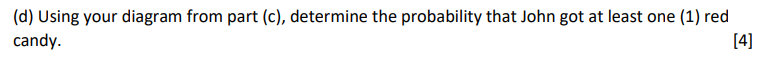 (d) Using your diagram from part (c), determine the probability that John got at least one (1) red
candy. [4]